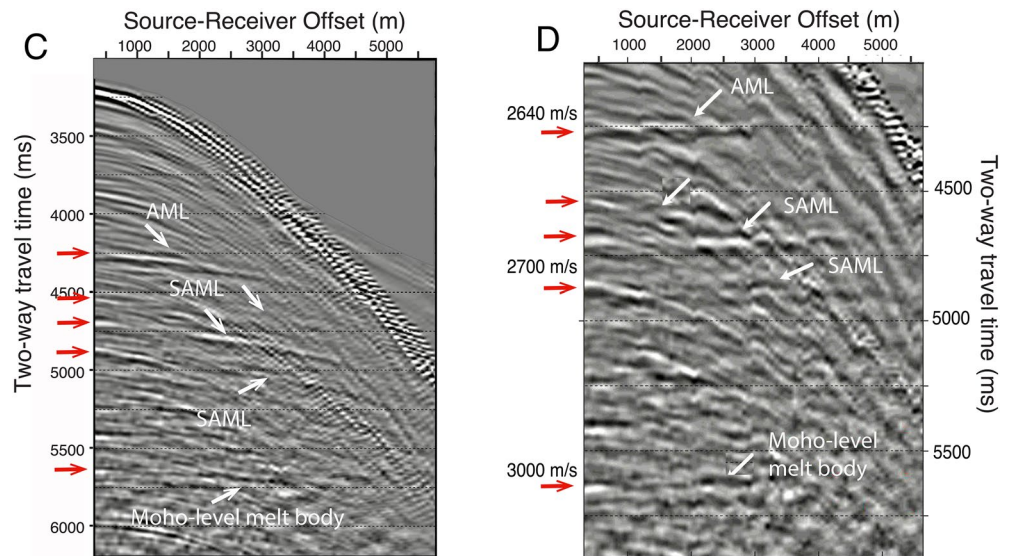 C
Source-Receiver Offset (m)
1000 2000 3000 4000 5000
Two-way travel time (ms)
3500
4000
4500
5000
5500
6000
AML
SAML
SAML
Moho-level melt body
D
Source-Receiver Offset (m)
1000 2000 3000 4000 5000
2640 m/s
2700 m/s
3000 m/s
AML
SAML
SAML
Moho-level
melt body
4500
5000
5500
Two-way travel time (ms)